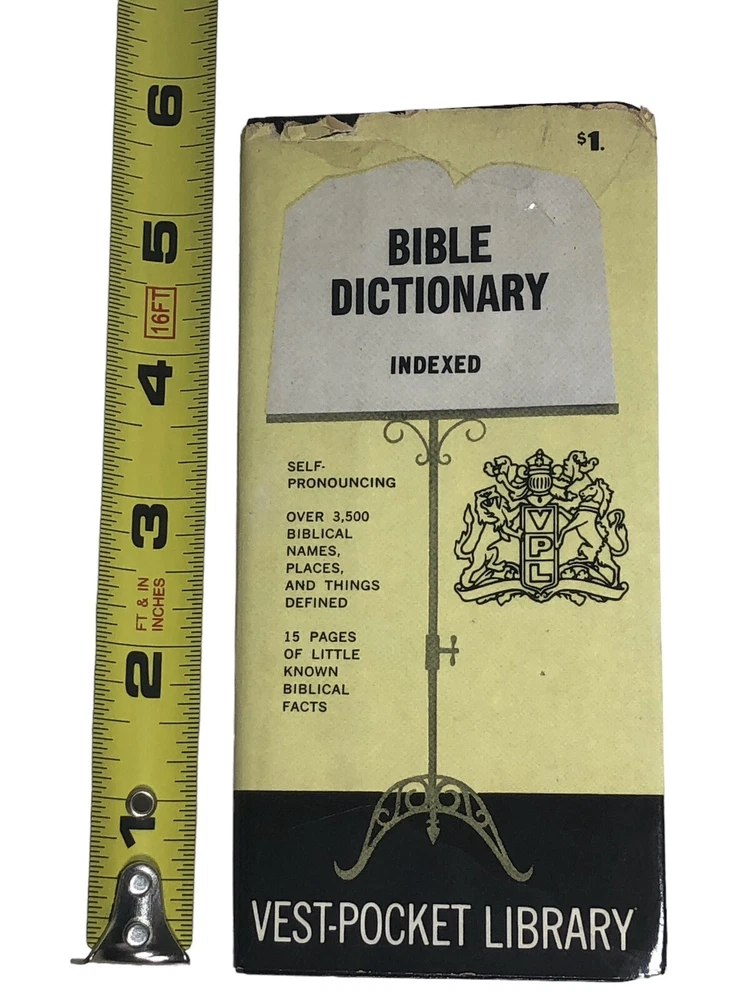 6
5
16FT
4
3
FT & IN
INCHES
2
1
$1.
BIBLE
DICTIONARY
INDEXED
SELF-
PRONOUNCING
OVER 3,500
BIBLICAL
NAMES,
PLACES,
AND THINGS
DEFINED
15 PAGES
OF LITTLE
KNOWN
BIBLICAL
FACTS
VPL
VEST-POCKET LIBRARY